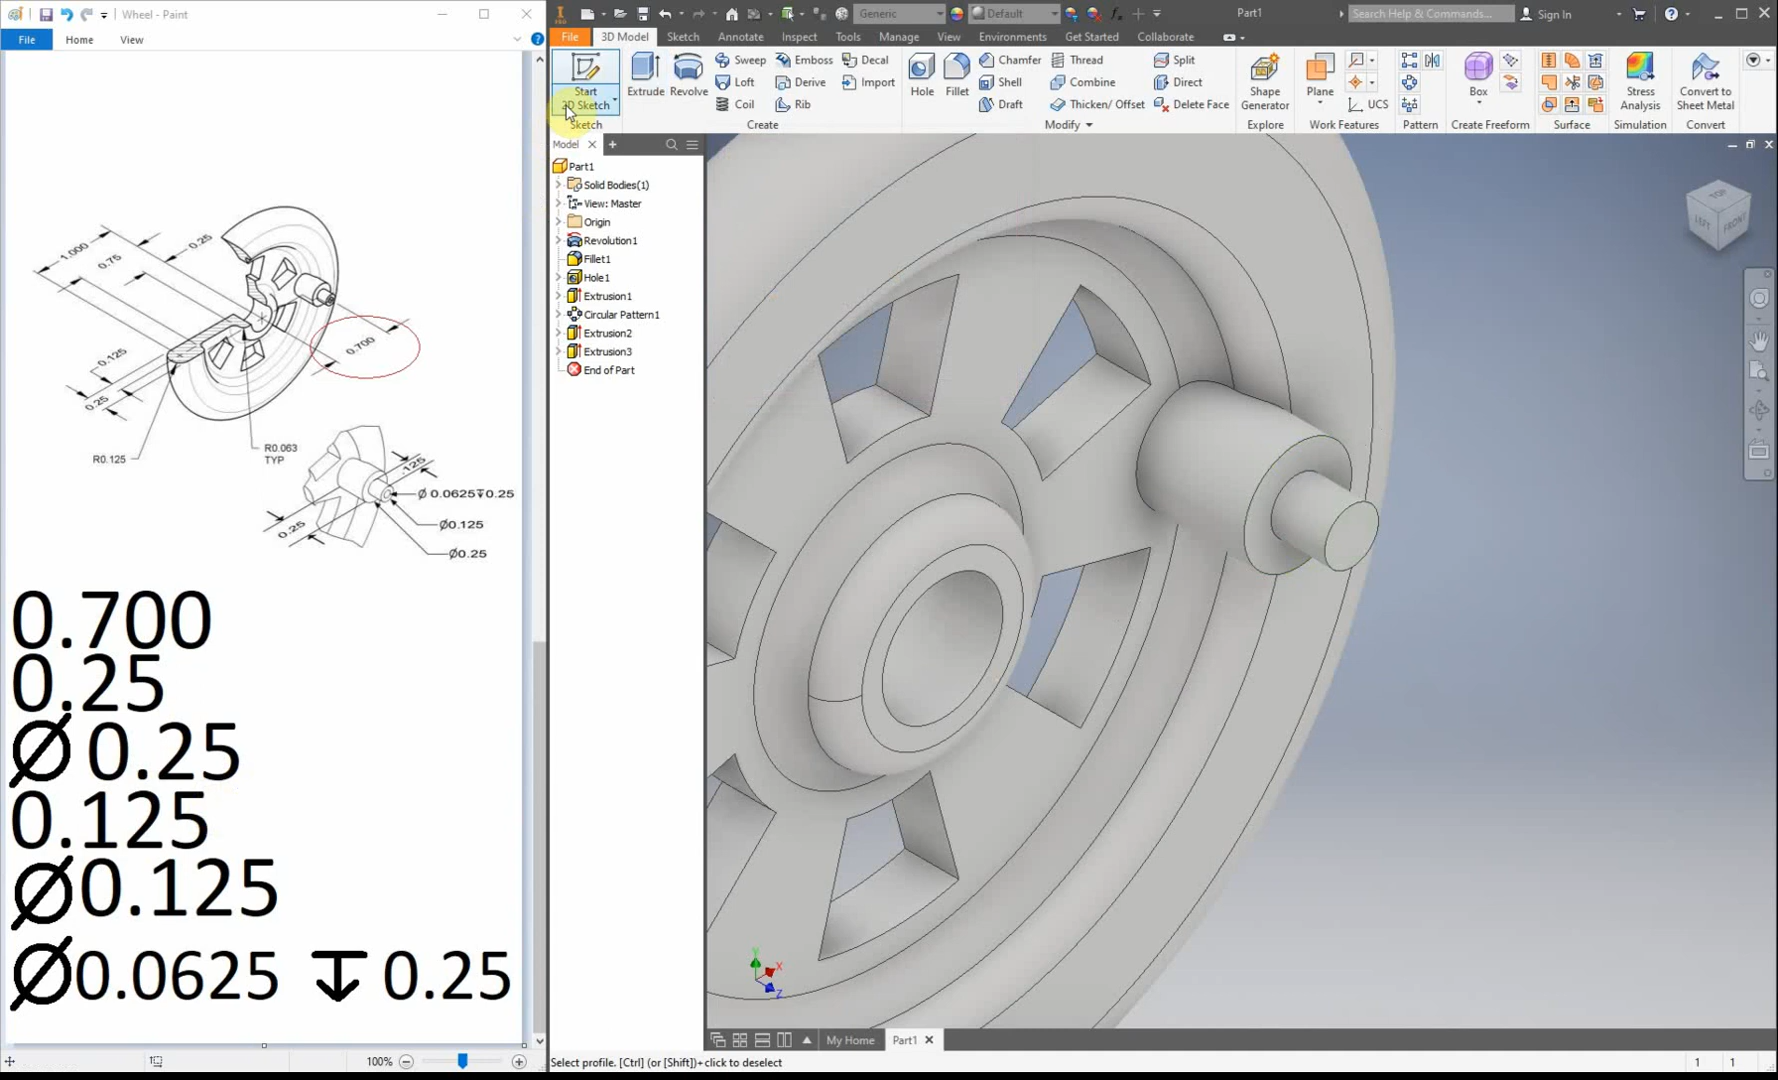 Wheel - Paint
File
Home
View
1.000
0.75
0.25
0.700
0.125
0.25
R0.125
R0.063
TYP
.125
Ø 0.0625↧0.25
Ø0.125
Ø0.25
0.25
0.700
0.25
Ø 0.25
0.125
Ø0.125
Ø0.0625 ↧ 0.25
100%
Generic
Default
Part1
Search Help & Commands...
Sign In
File
3D Model
Sketch
Annotate
Inspect
Tools
Manage
View
Environments
Get Started
Collaborate
Start
2D Sketch
Sketch
Extrude
Revolve
Sweep
Loft
Coil
Emboss
Derive
Rib
Decal
Import
Create
Hole
Fillet
Chamfer
Shell
Draft
Thread
Combine
Thicken/ Offset
Split
Direct
Delete Face
Modify
Shape
Generator
Explore
Plane
UCS
Work Features
Pattern
Box
Create Freeform
Surface
Stress
Analysis
Simulation
Convert to
Sheet Metal
Convert
Model
Part1
Solid Bodies(1)
View: Master
Origin
Revolution1
Fillet1
Hole1
Extrusion1
Circular Pattern1
Extrusion2
Extrusion3
End of Part
TOP
LEFT
FRONT
Y
X
Z
My Home
Part1
Select profile. [Ctrl] (or [Shift])+click to deselect
1
1